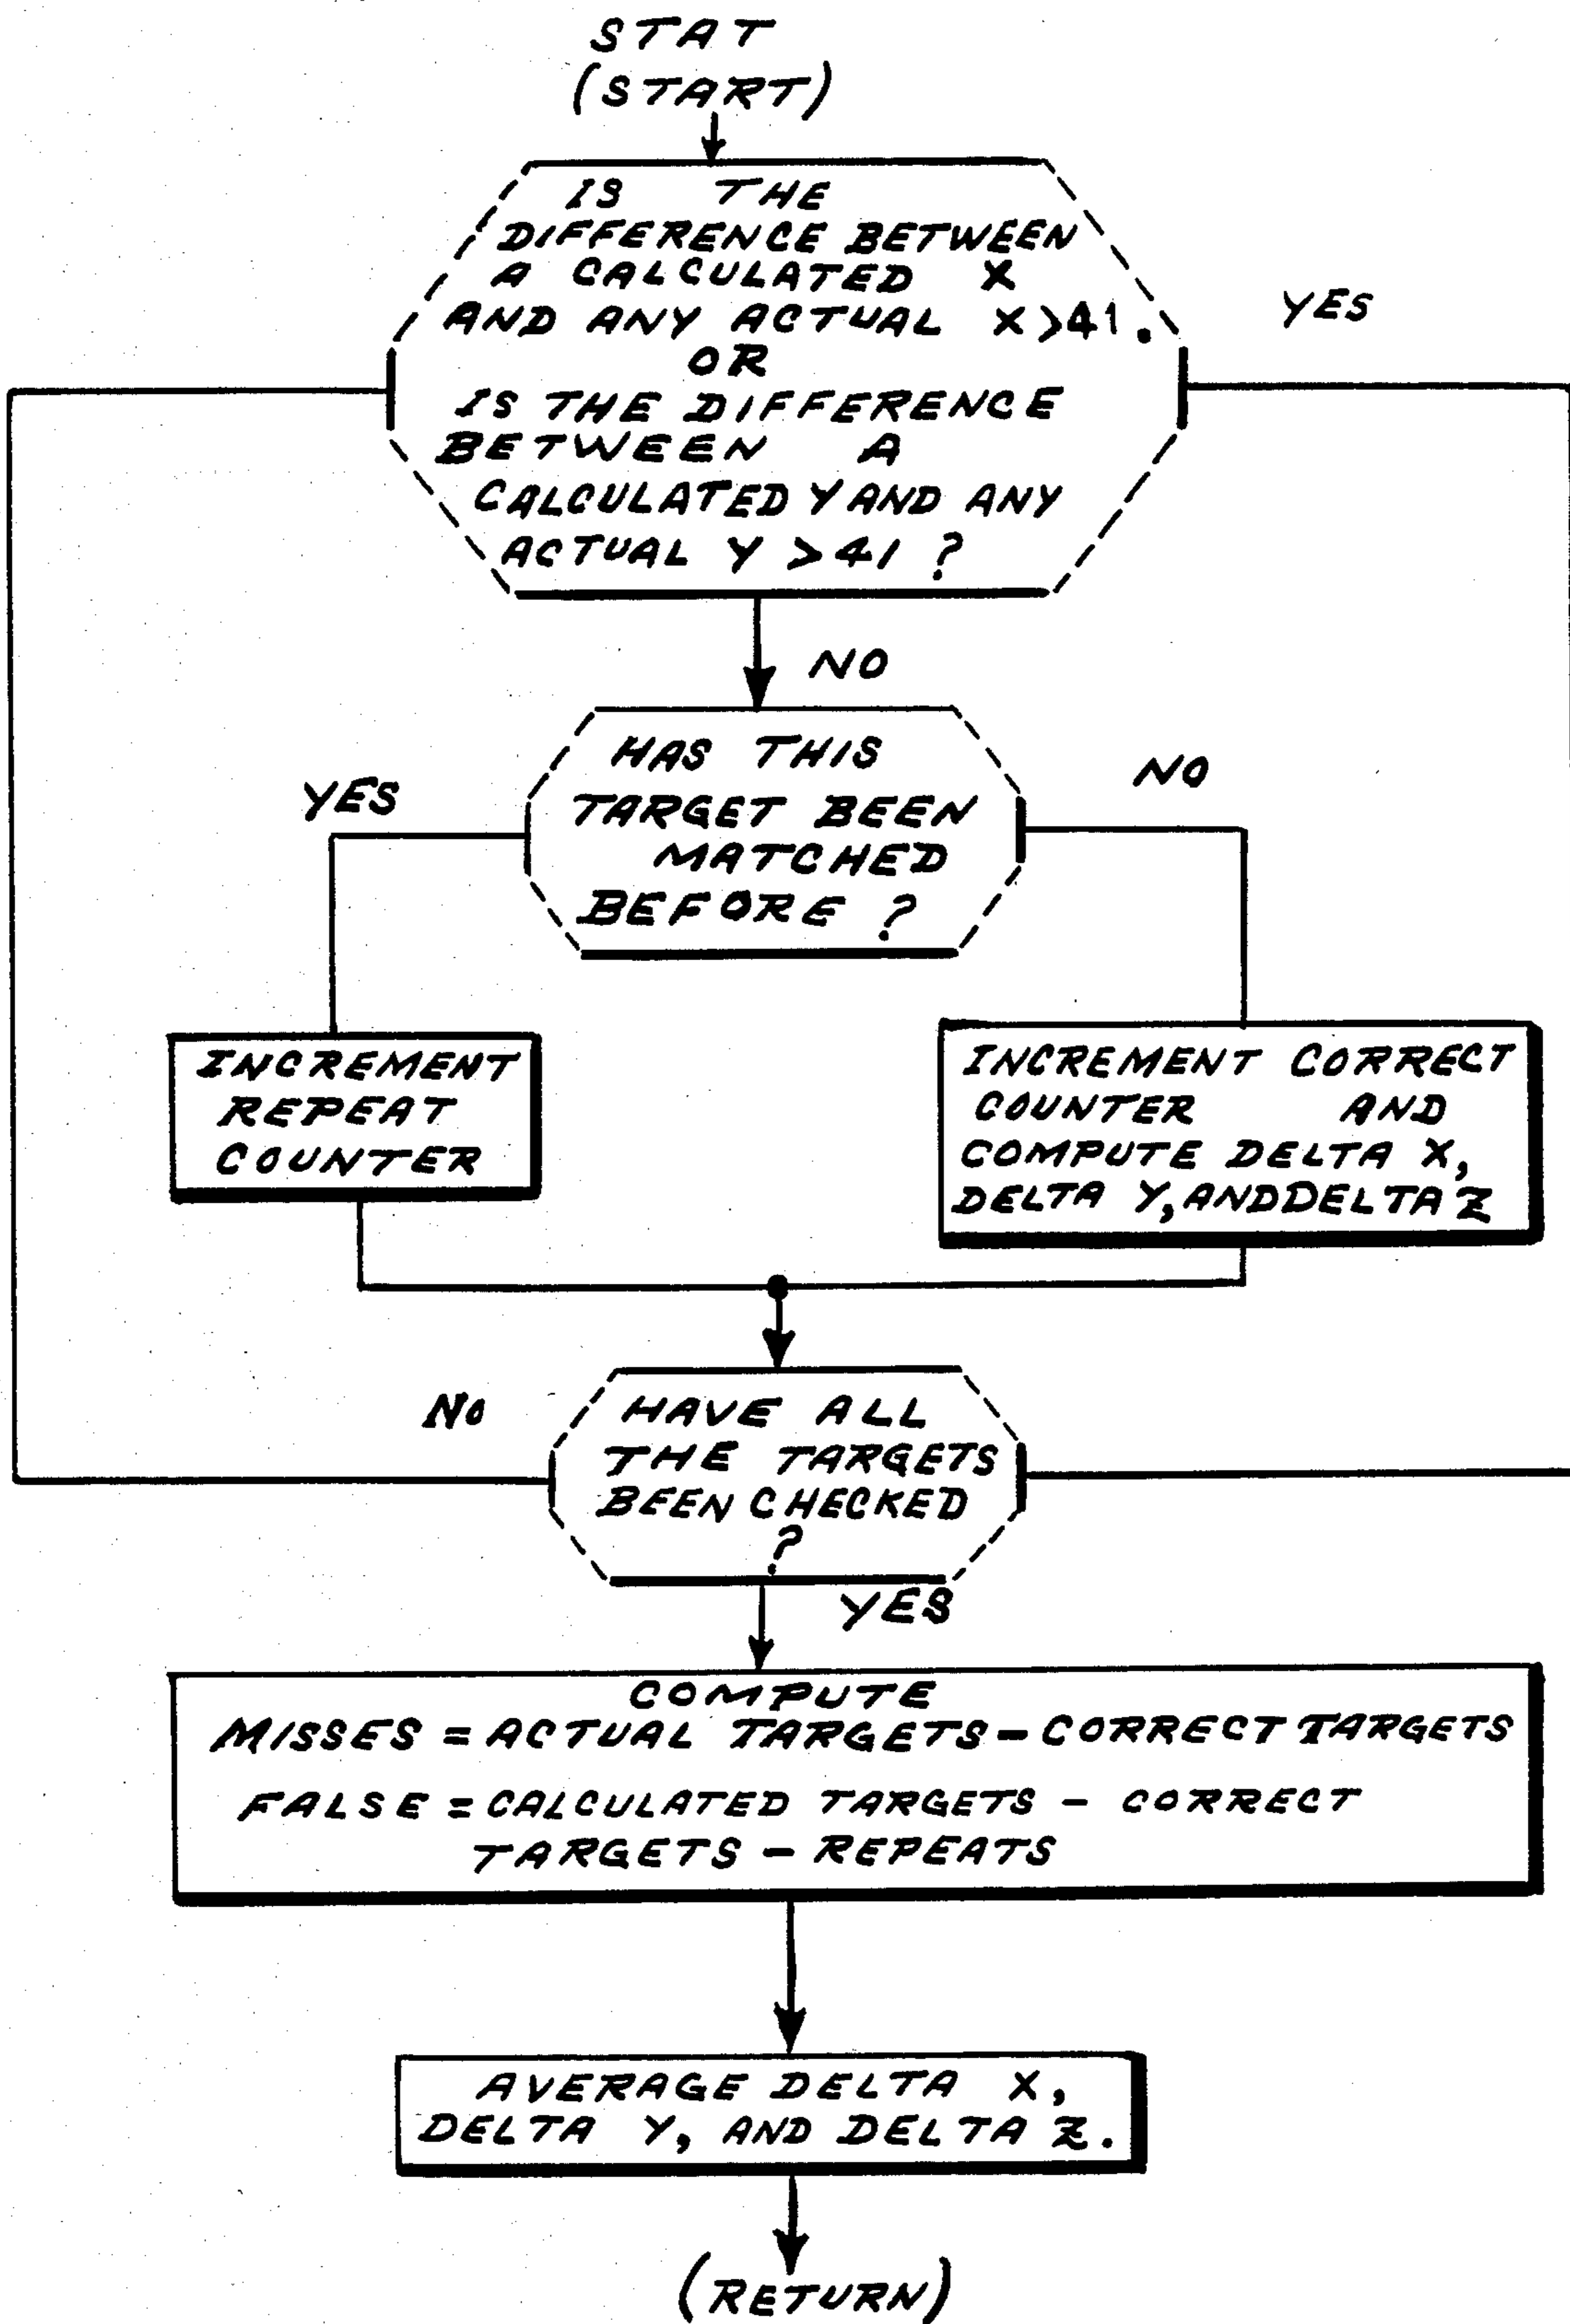 STAT
(START)
IS THE
DIFFERENCE BETWEEN
A CALCULATED X
AND ANY ACTUAL X>41.
OR
IS THE DIFFERENCE
BETWEEN A
CALCULATED Y AND ANY
ACTUAL Y >41 ?
YES
NO
HAS THIS
TARGET BEEN
MATCHED
BEFORE ?
YES
NO
INCREMENT
REPEAT
COUNTER
INCREMENT CORRECT
COUNTER AND
COMPUTE DELTA X,
DELTA Y, AND DELTA Z
No
HAVE ALL
THE TARGETS
BEEN CHECKED
?
YES
COMPUTE
MISSES = ACTUAL TARGETS - CORRECT TARGETS
FALSE = CALCULATED TARGETS - CORRECT
TARGETS - REPEATS
AVERAGE DELTA X,
DELTA Y, AND DELTA Z.
(RETURN)